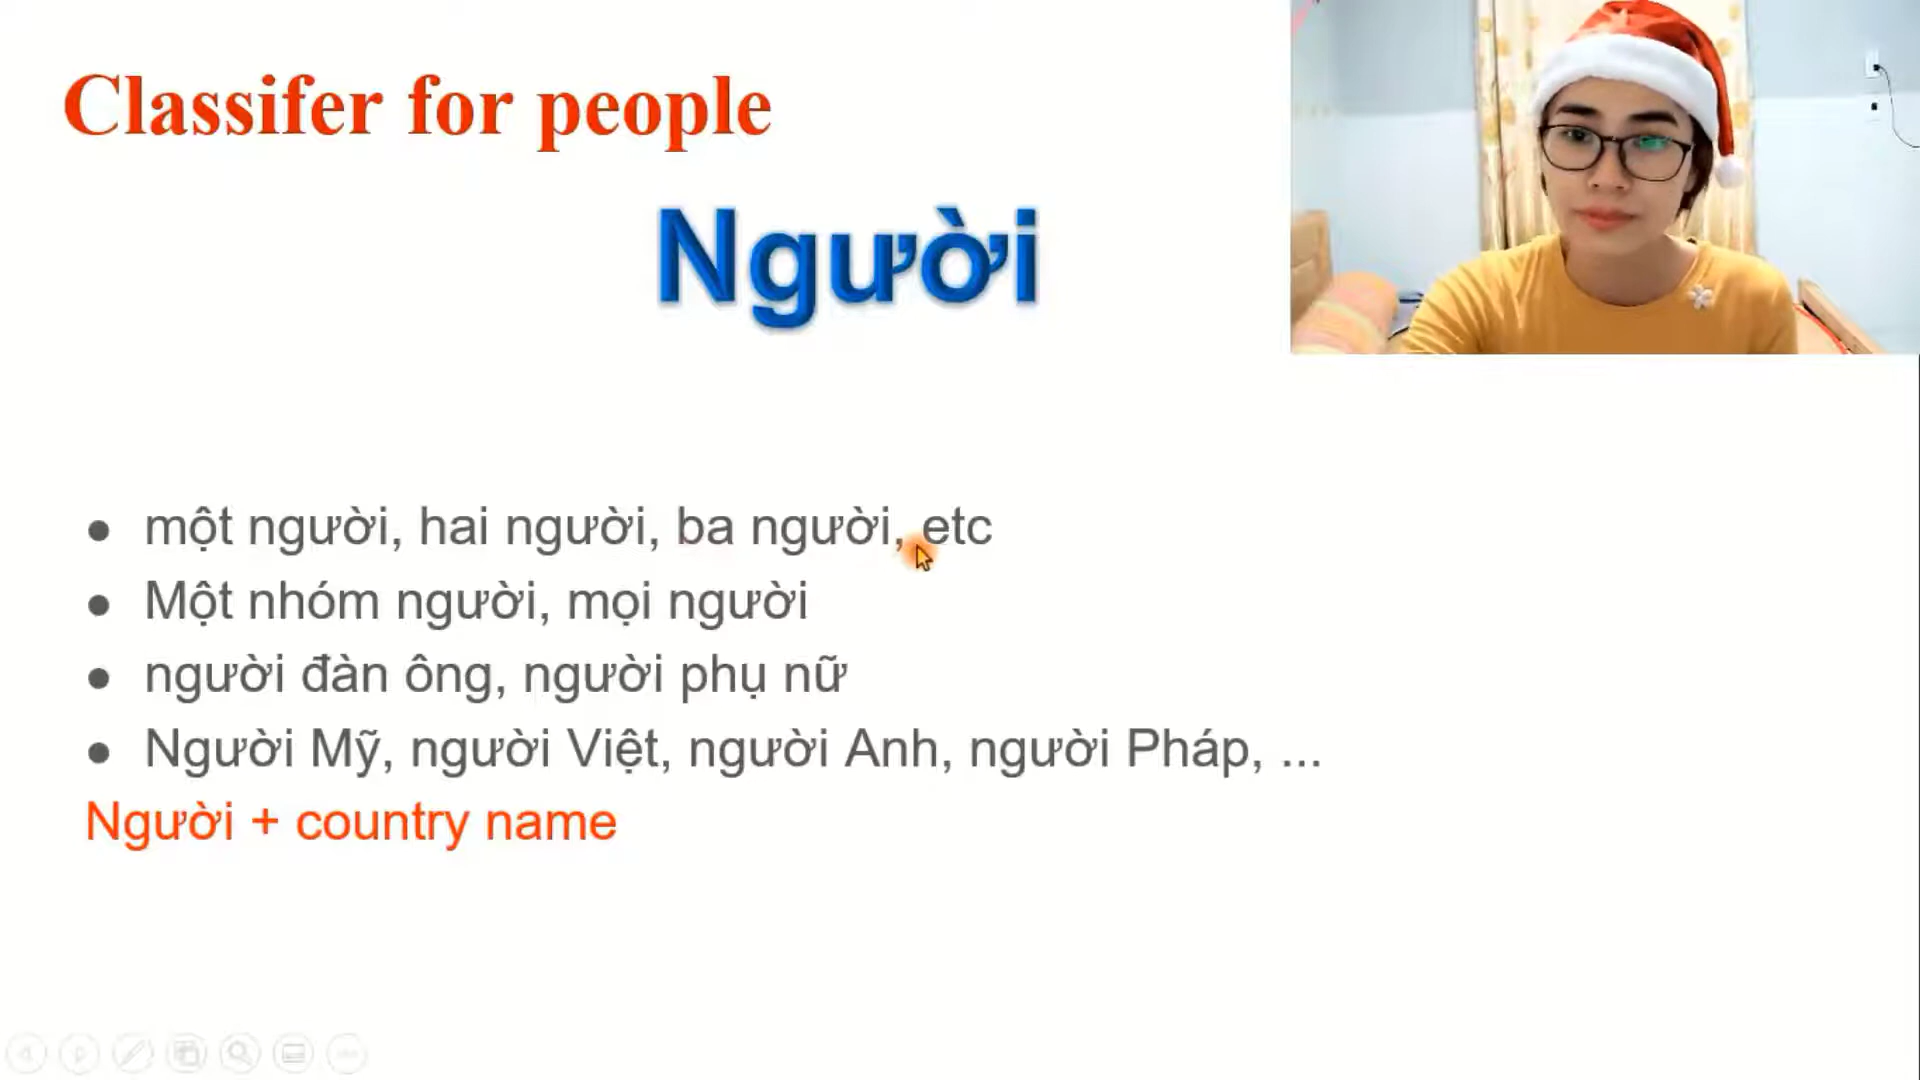 Classifer for people
Người
● một người, hai người, ba người, etc
● Một nhóm người, mọi người
● người đàn ông, người phụ nữ
● Người Mỹ, người Việt, người Anh, người Pháp, ...
Người + country name